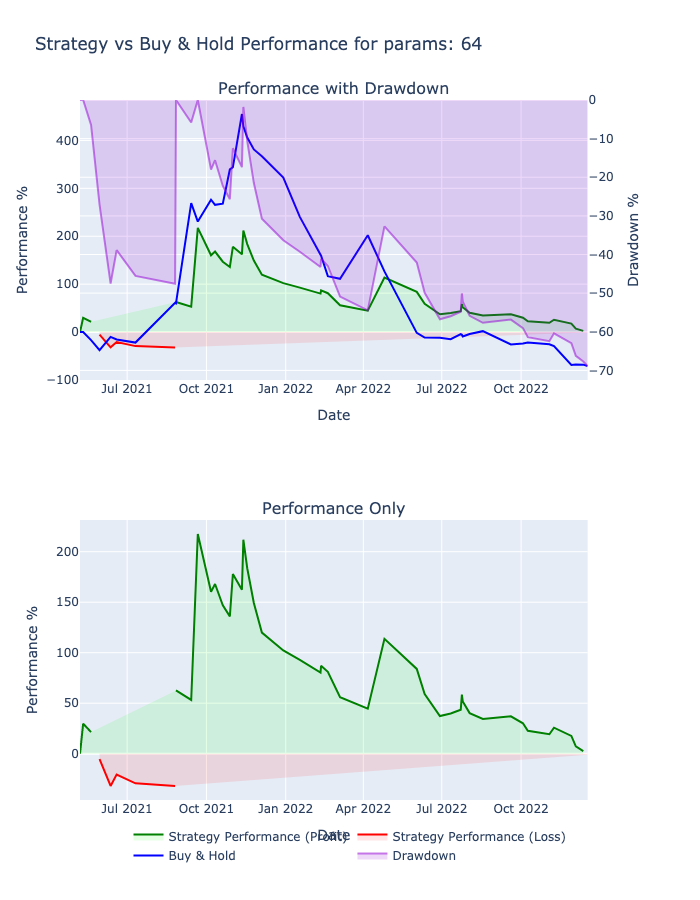 Strategy vs Buy & Hold Performance for params: 64
Performance with Drawdown
400
300
200
100
0
−100
Performance %
0
−10
−20
−30
−40
−50
−60
−70
Drawdown %
Jul 2021 Oct 2021 Jan 2022 Apr 2022 Jul 2022 Oct 2022
Date
Performance Only
200
150
100
50
0
Performance %
Jul 2021 Oct 2021 Jan 2022 Apr 2022 Jul 2022 Oct 2022
Date
Strategy Performance (Profit) Strategy Performance (Loss)
Buy & Hold Drawdown